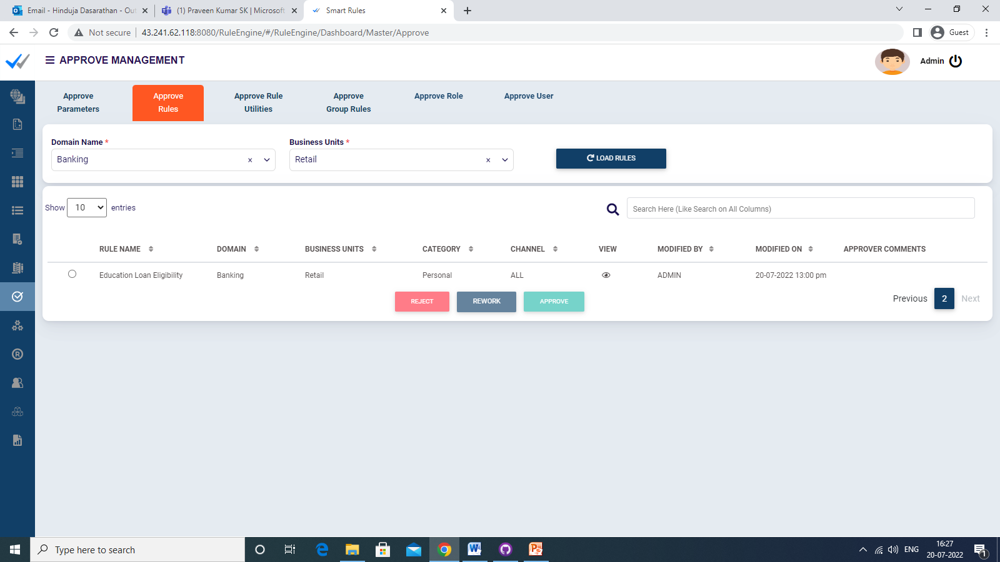 Email - Hinduja Dasarathan - Out
(1) Praveen Kumar SK | Microsoft
Smart Rules
Not secure
43.241.62.118:8080/RuleEngine/#/RuleEngine/Dashboard/Master/Approve
Guest
APPROVE MANAGEMENT
Admin
Approve
Parameters
Approve
Rules
Approve Rule
Utilities
Approve
Group Rules
Approve Role
Approve User
Domain Name *
Business Units *
Banking
Retail
LOAD RULES
Show 10 entries
Search Here (Like Search on All Columns)
RULE NAME DOMAIN BUSINESS UNITS CATEGORY CHANNEL VIEW MODIFIED BY MODIFIED ON APPROVER COMMENTS
Education Loan Eligibility Banking Retail Personal ALL ADMIN 20-07-2022 13:00 pm
REJECT REWORK APPROVE
Previous 2 Next
Type here to search
ENG
16:27
20-07-2022
1